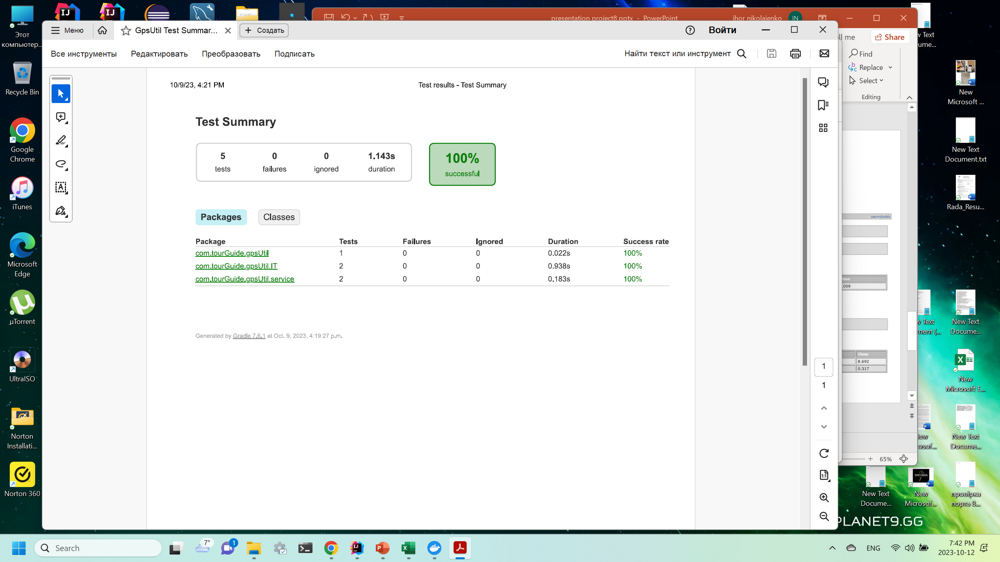 presentation project8.pptx - PowerPoint
ihor nikolaienko
IN
Меню
GpsUtil Test Summar...
Создать
Войти
Share
Все инструменты
Редактировать
Преобразовать
Подписать
Найти текст или инструмент
Find
Replace
Select
Editing
10/9/23, 4:21 PM
Test results - Test Summary
Test Summary
5 0 0 1.143s
tests failures ignored duration
100%
successful
Packages Classes
Package Tests Failures Ignored Duration Success rate
com.tourGuide.gpsUtil 1 0 0 0.022s 100%
com.tourGuide.gpsUtil.IT 2 0 0 0.938s 100%
com.tourGuide.gpsUtil.service 2 0 0 0.183s 100%
Generated by Gradle 7.6.1 at Oct. 9, 2023, 4:19:27 p.m.
1
1
paymybuddy
Time
8.692
0.317
65%
Этот
компьютер...
Recycle Bin
Google
Chrome
iTunes
Microsoft
Edge
µTorrent
UltraISO
Norton
Installati...
Norton 360
New
Microsoft ...
New Text
Document.txt
Rada_Resu...
New Text
Docume...
New
Microsoft E...
New Text
Docume...
New Text
Docume...
New
Microsof...
провірка
порта 8...
PLANET9.GG
Search
7°
1
ENG
7:42 PM
2023-10-12